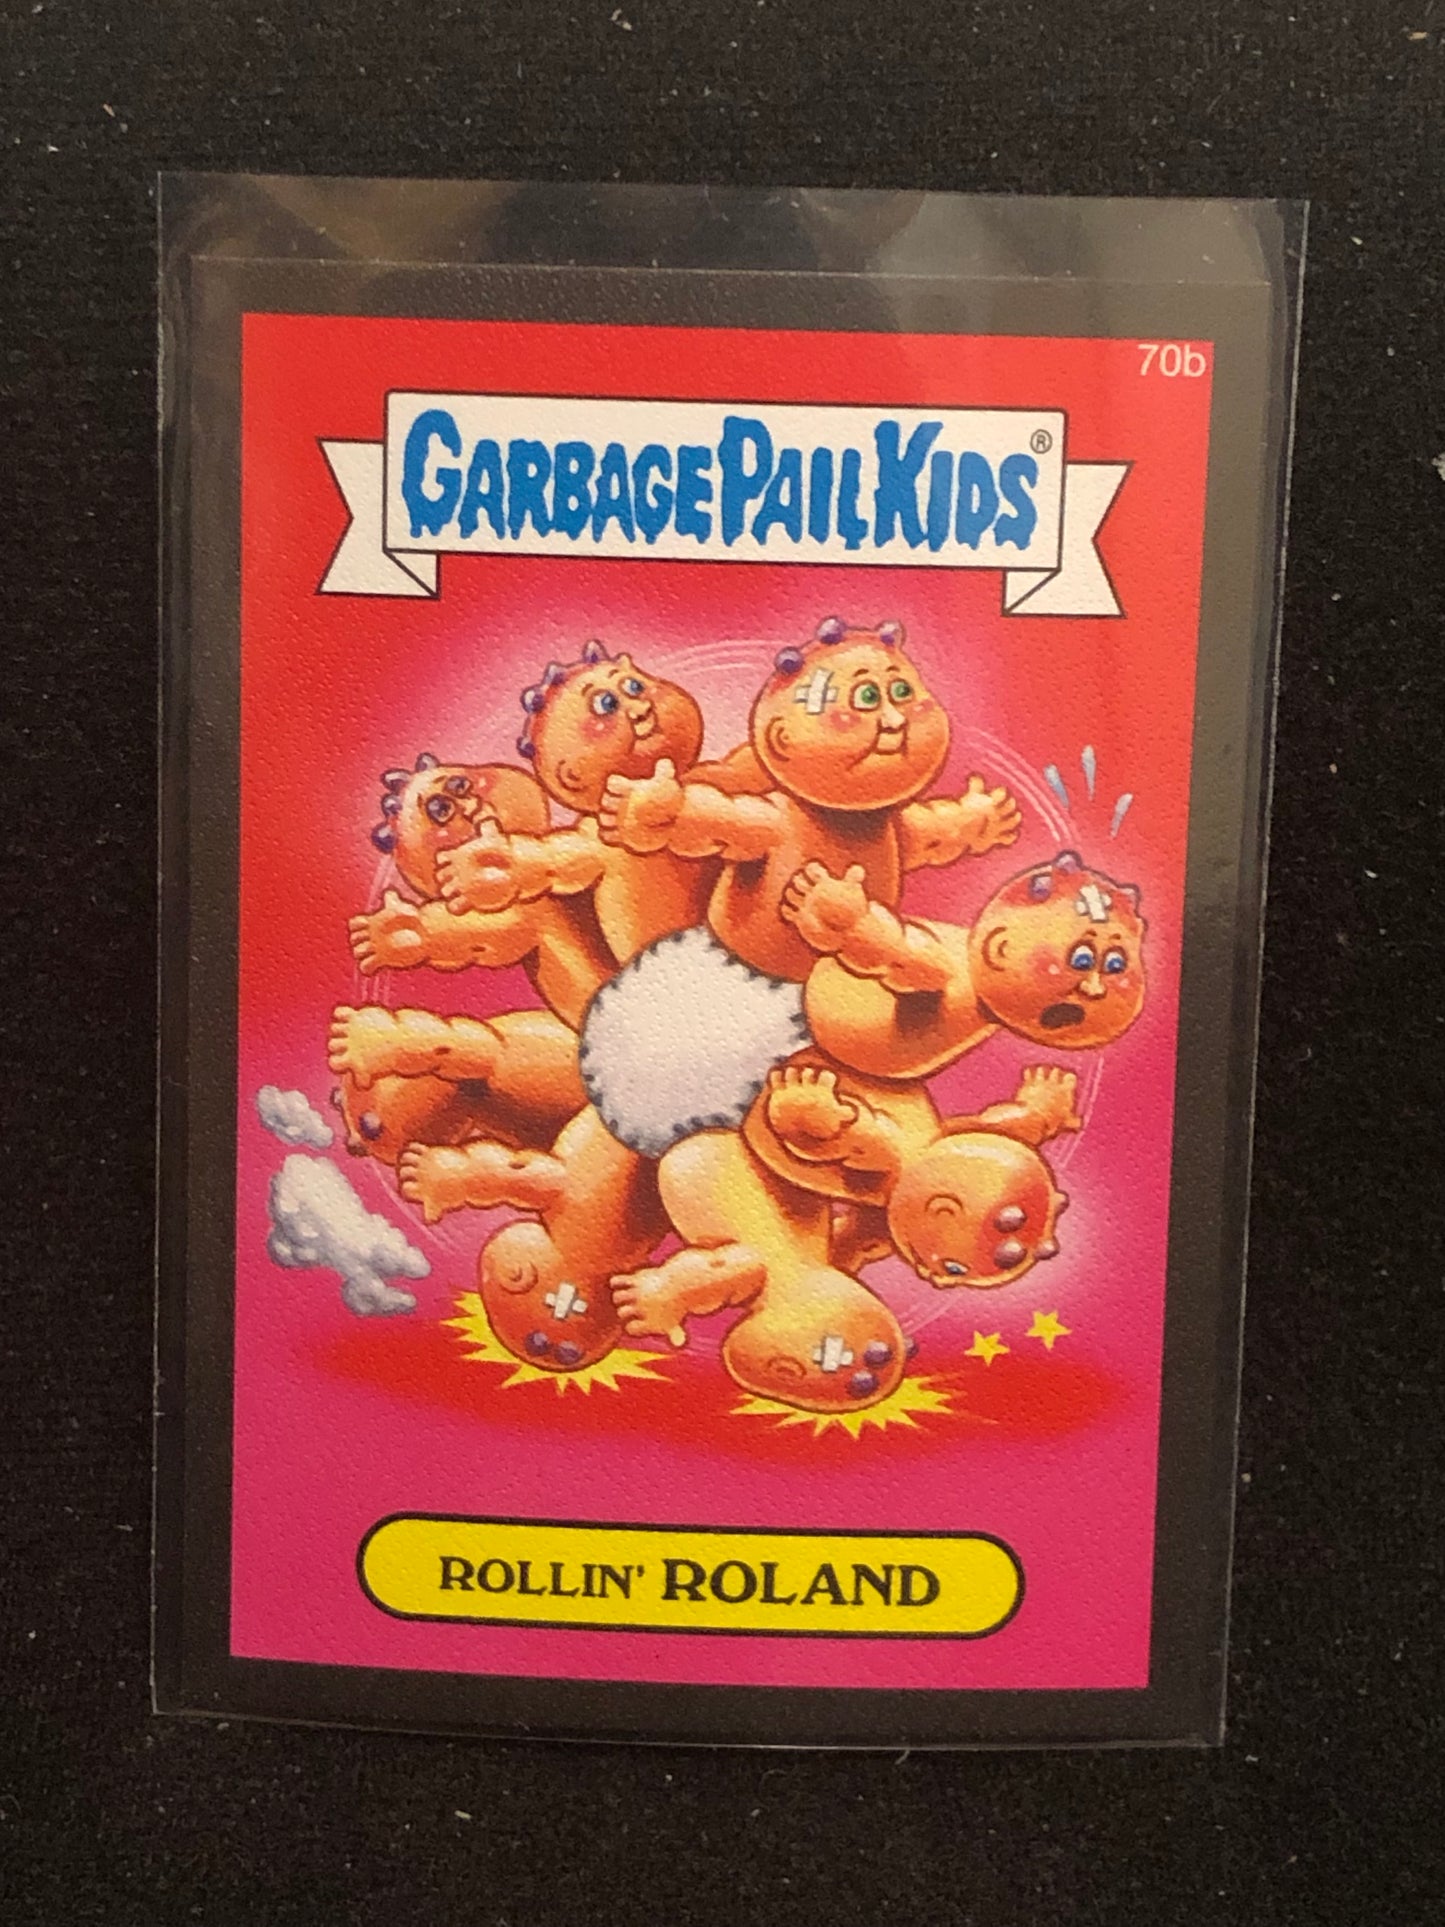 70b
GARBAGE PAIL KIDS®
ROLLIN' ROLAND